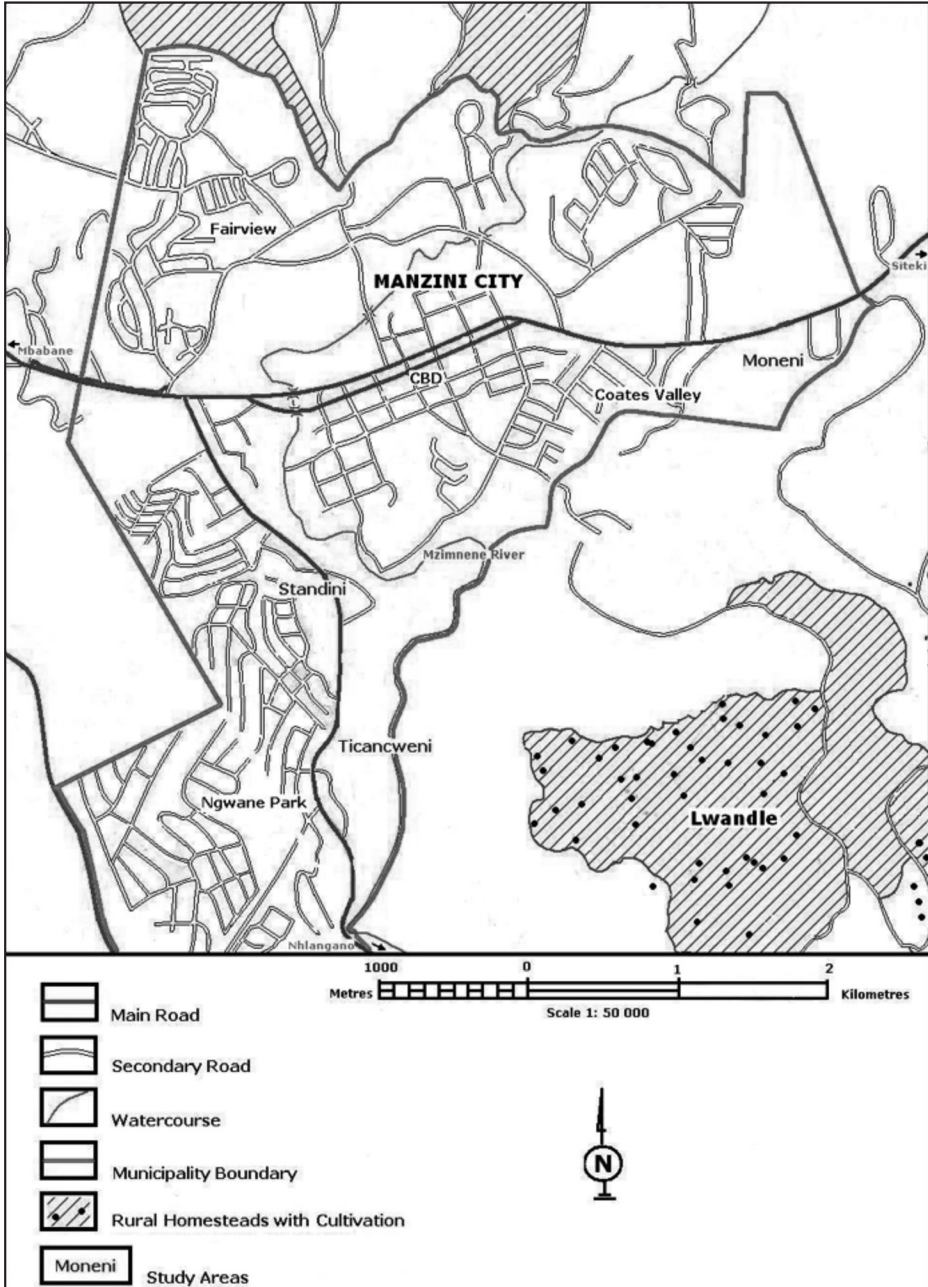 Fairview
MANZINI CITY
Siteki
Mbabane
Moneni
CBD
Coates Valley
Mzimnene River
Standini
Ticancweni
Ngwane Park
Lwandle
Nhlangano
1000 0 1 2
Metres Kilometres
Scale 1: 50 000
Main Road
Secondary Road
Watercourse
N
Municipality Boundary
Rural Homesteads with Cultivation
Moneni Study Areas